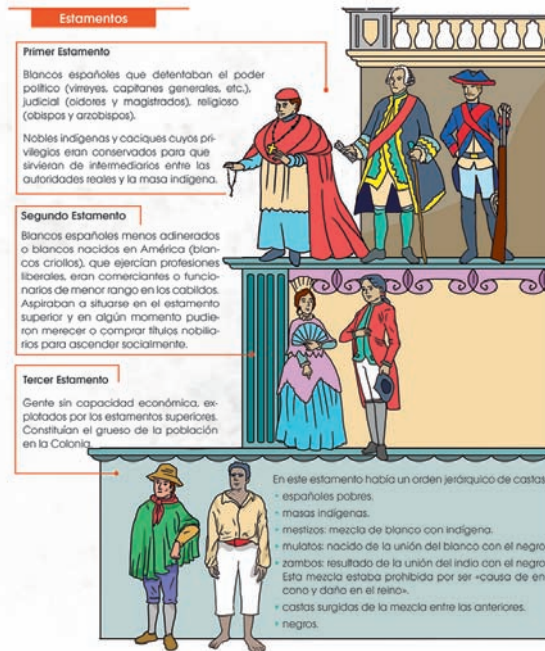 Estamentos
Primer Estamento
Blancos españoles que detentaban el poder
político (virreyes, capitanes generales, etc.),
judicial (oidores y magistrados), religioso
(obispos y arzobispos).
Nobles indígenas y caciques cuyos pri-
vilegios eran conservados para que
sirvieran de intermediarios entre las
autoridades reales y la masa indígena.
Segundo Estamento
Blancos españoles menos adinerados
o blancos nacidos en América (blan-
cos criollos), que ejercían profesiones
liberales, eran comerciantes o funcio-
narios de menor rango en los cabildos.
Aspiraban a situarse en el estamento
superior y en algún momento pudie-
ron merecer o comprar títulos nobilia-
rios para ascender socialmente.
Tercer Estamento
Gente sin capacidad económica, ex-
plotados por los estamentos superiores.
Constituían el grueso de la población
en la Colonia.
En este estamento había un orden jerárquico de castas
• españoles pobres.
• masas indígenas.
• mestizos: mezcla de blanco con indígena.
• mulatos: nacido de la unión del blanco con el negro
• zambos: resultado de la unión del indio con el negro
Esta mezcla estaba prohibida por ser «causa de en
cono y daño en el reino».
• castas surgidas de la mezcla entre las anteriores.
• negros.